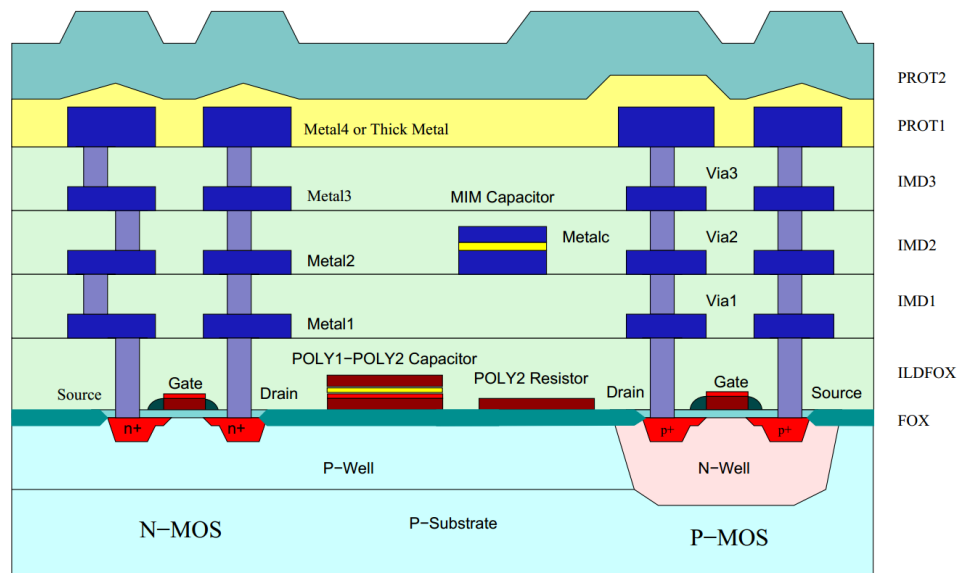 PROT2
Metal4 or Thick Metal
PROT1
Via3
IMD3
Metal3
MIM Capacitor
Metalc
Via2
IMD2
Metal2
Via1
IMD1
Metal1
POLY1−POLY2 Capacitor
ILDFOX
Source
Gate
Drain
POLY2 Resistor
Drain
Gate
Source
FOX
n+
n+
p+
p+
P−Well
N−Well
N−MOS
P−Substrate
P−MOS